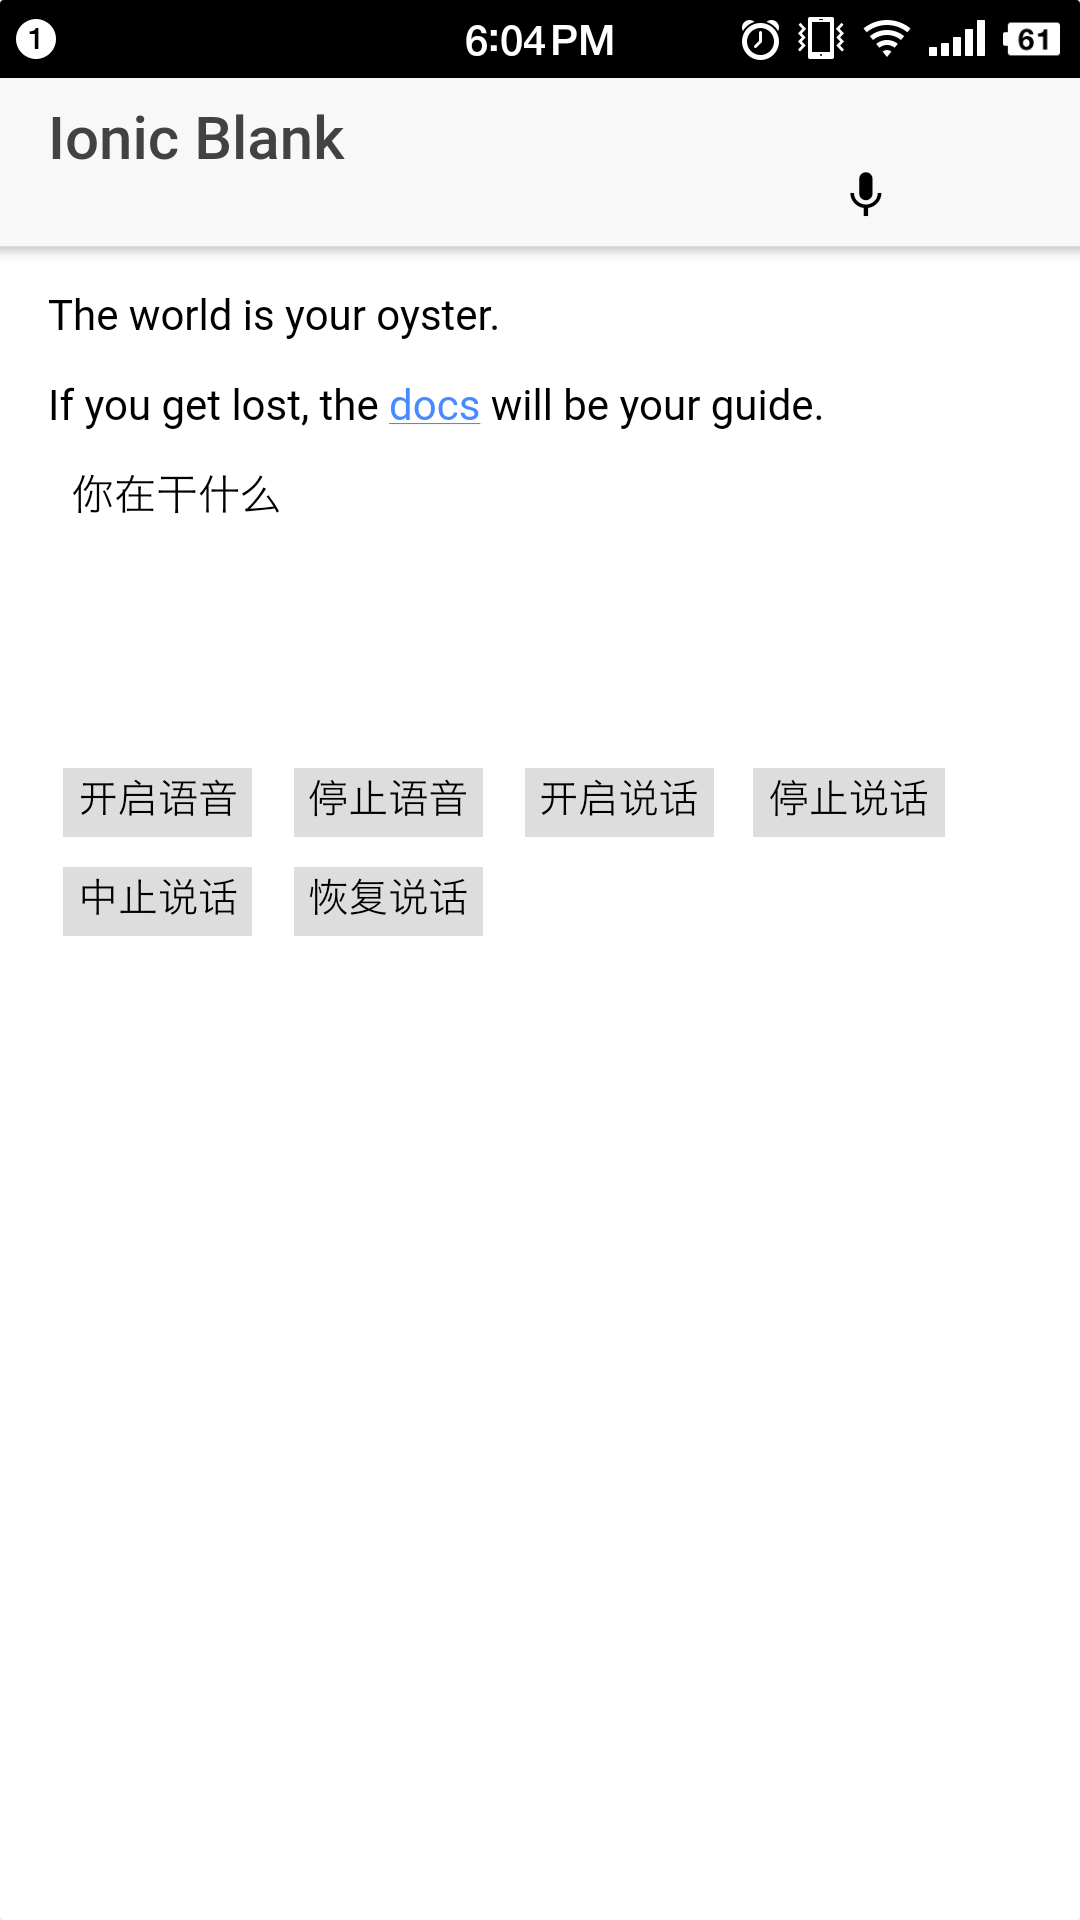 1 6:04 PM 61
Ionic Blank
The world is your oyster.
If you get lost, the docs will be your guide.
你在干什么
开启语音 停止语音 开启说话 停止说话
中止说话 恢复说话